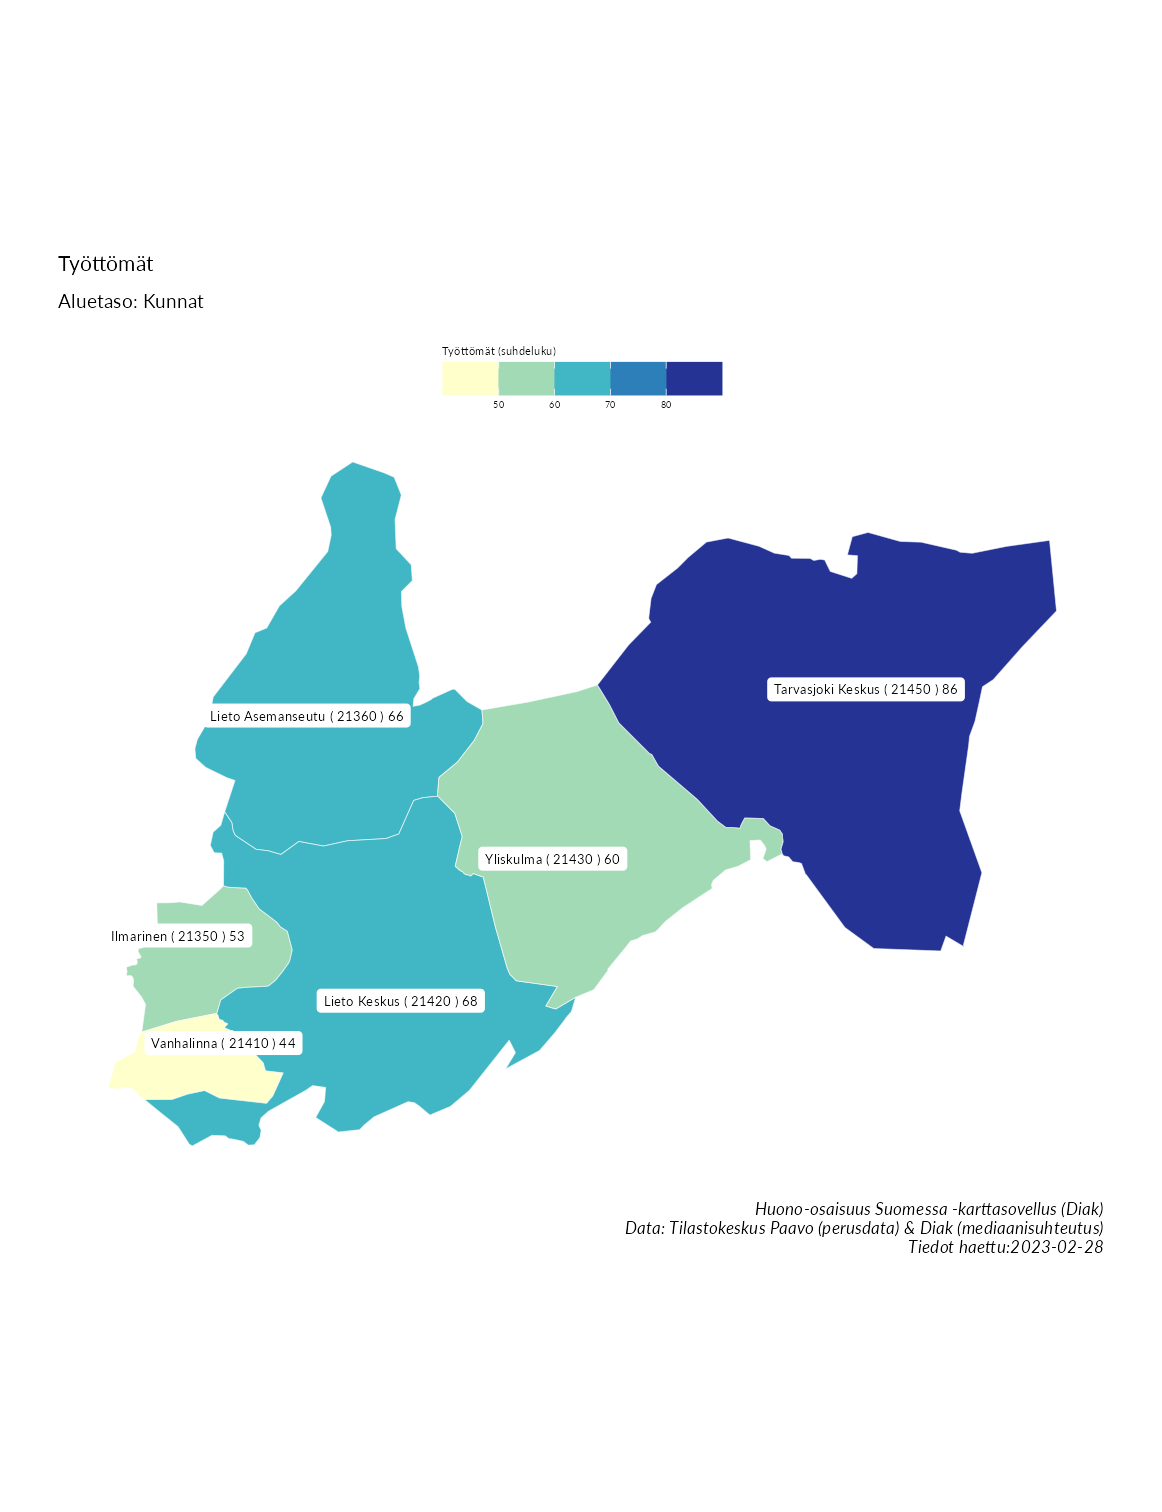 Työttömät
Aluetaso: Kunnat
Työttömät (suhdeluku)
50 60 70 80
Tarvasjoki Keskus ( 21450 ) 86
Lieto Asemanseutu ( 21360 ) 66
Yliskulma ( 21430 ) 60
Ilmarinen ( 21350 ) 53
Lieto Keskus ( 21420 ) 68
Vanhalinna ( 21410 ) 44
Huono-osaisuus Suomessa -karttasovellus (Diak)
Data: Tilastokeskus Paavo (perusdata) & Diak (mediaanisuhteutus)
Tiedot haettu:2023-02-28